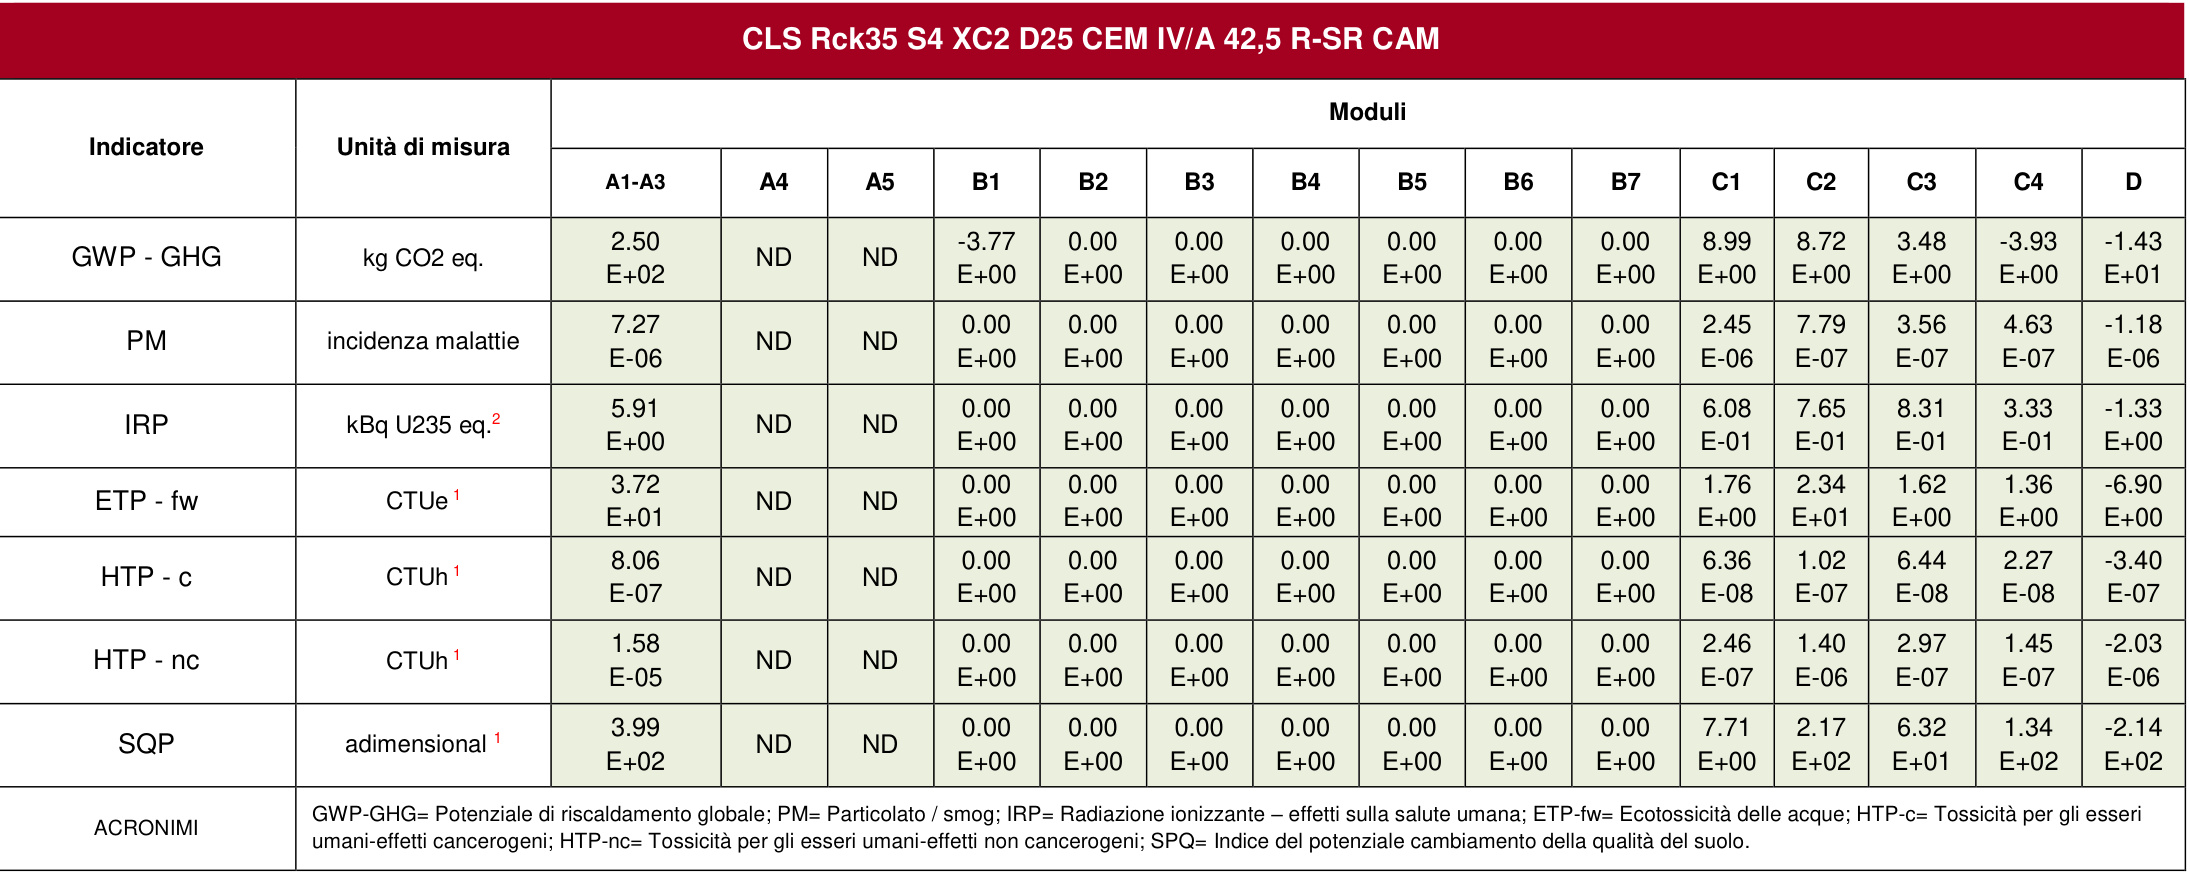 CLS Rck35 S4 XC2 D25 CEM IV/A 42,5 R-SR CAM
Indicatore Unità di misura Moduli
A1-A3 A4 A5 B1 B2 B3 B4 B5 B6 B7 C1 C2 C3 C4 D
GWP - GHG kg CO2 eq. 2.50 E+02 ND ND -3.77 E+00 0.00 E+00 0.00 E+00 0.00 E+00 0.00 E+00 0.00 E+00 0.00 E+00 8.99 E+00 8.72 E+00 3.48 E+00 -3.93 E+00 -1.43 E+01
PM incidenza malattie 7.27 E-06 ND ND 0.00 E+00 0.00 E+00 0.00 E+00 0.00 E+00 0.00 E+00 0.00 E+00 0.00 E+00 2.45 E-06 7.79 E-07 3.56 E-07 4.63 E-07 -1.18 E-06
IRP kBq U235 eq.2 5.91 E+00 ND ND 0.00 E+00 0.00 E+00 0.00 E+00 0.00 E+00 0.00 E+00 0.00 E+00 0.00 E+00 6.08 E-01 7.65 E-01 8.31 E-01 3.33 E-01 -1.33 E+00
ETP - fw CTUe 1 3.72 E+01 ND ND 0.00 E+00 0.00 E+00 0.00 E+00 0.00 E+00 0.00 E+00 0.00 E+00 0.00 E+00 1.76 E+00 2.34 E+01 1.62 E+00 1.36 E+00 -6.90 E+00
HTP - c CTUh 1 8.06 E-07 ND ND 0.00 E+00 0.00 E+00 0.00 E+00 0.00 E+00 0.00 E+00 0.00 E+00 0.00 E+00 6.36 E-08 1.02 E-07 6.44 E-08 2.27 E-08 -3.40 E-07
HTP - nc CTUh 1 1.58 E-05 ND ND 0.00 E+00 0.00 E+00 0.00 E+00 0.00 E+00 0.00 E+00 0.00 E+00 0.00 E+00 2.46 E-07 1.40 E-06 2.97 E-07 1.45 E-07 -2.03 E-06
SQP adimensional 1 3.99 E+02 ND ND 0.00 E+00 0.00 E+00 0.00 E+00 0.00 E+00 0.00 E+00 0.00 E+00 0.00 E+00 7.71 E+00 2.17 E+02 6.32 E+01 1.34 E+02 -2.14 E+02
ACRONIMI GWP-GHG= Potenziale di riscaldamento globale; PM= Particolato / smog; IRP= Radiazione ionizzante – effetti sulla salute umana; ETP-fw= Ecotossicità delle acque; HTP-c= Tossicità per gli esseri
umani-effetti cancerogeni; HTP-nc= Tossicità per gli esseri umani-effetti non cancerogeni; SPQ= Indice del potenziale cambiamento della qualità del suolo.